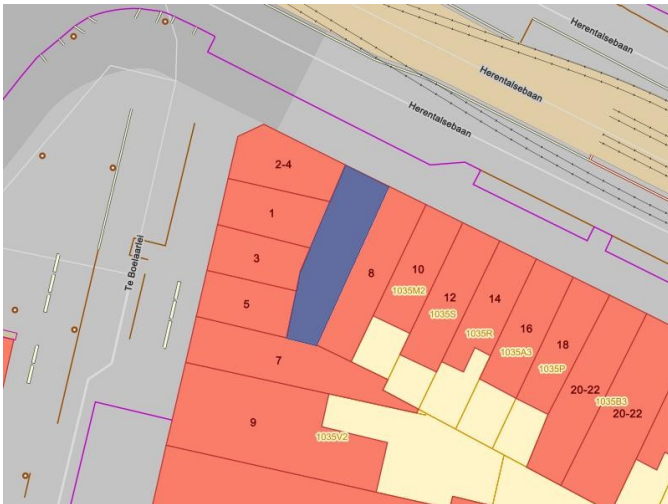 Herentalsebaan
Herentalsebaan
Herentalsebaan
Te Boelaarlei
2-4
1
3
5
7
9
8
10
1035M2
12
1035S
14
1035R
16
1035A3
18
1035P
20-22
1035B3
20-22
1035V2